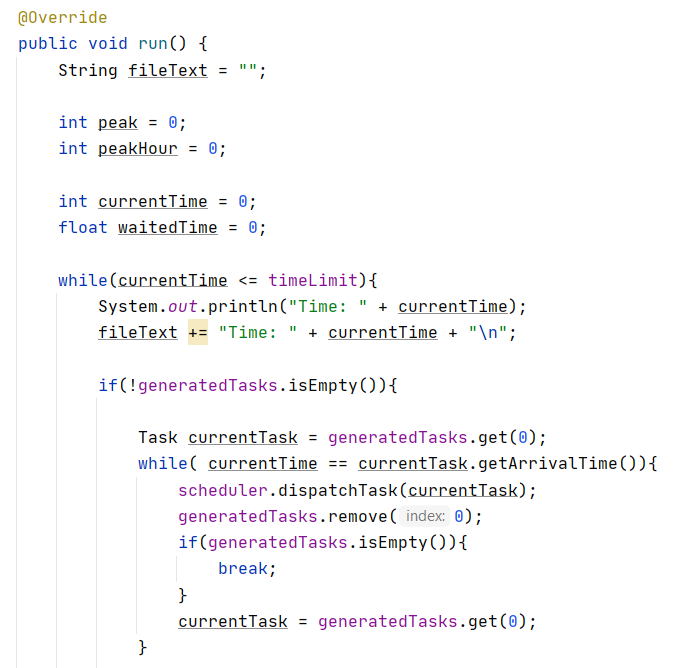 @Override
public void run() {
    String fileText = "";

    int peak = 0;
    int peakHour = 0;

    int currentTime = 0;
    float waitedTime = 0;

    while(currentTime <= timeLimit){
        System.out.println("Time: " + currentTime);
        fileText += "Time: " + currentTime + "\n";

        if(!generatedTasks.isEmpty()){

            Task currentTask = generatedTasks.get(0);
            while( currentTime == currentTask.getArrivalTime()){
                scheduler.dispatchTask(currentTask);
                generatedTasks.remove( index: 0);
                if(generatedTasks.isEmpty()){
                    break;
                }
                currentTask = generatedTasks.get(0);
            }